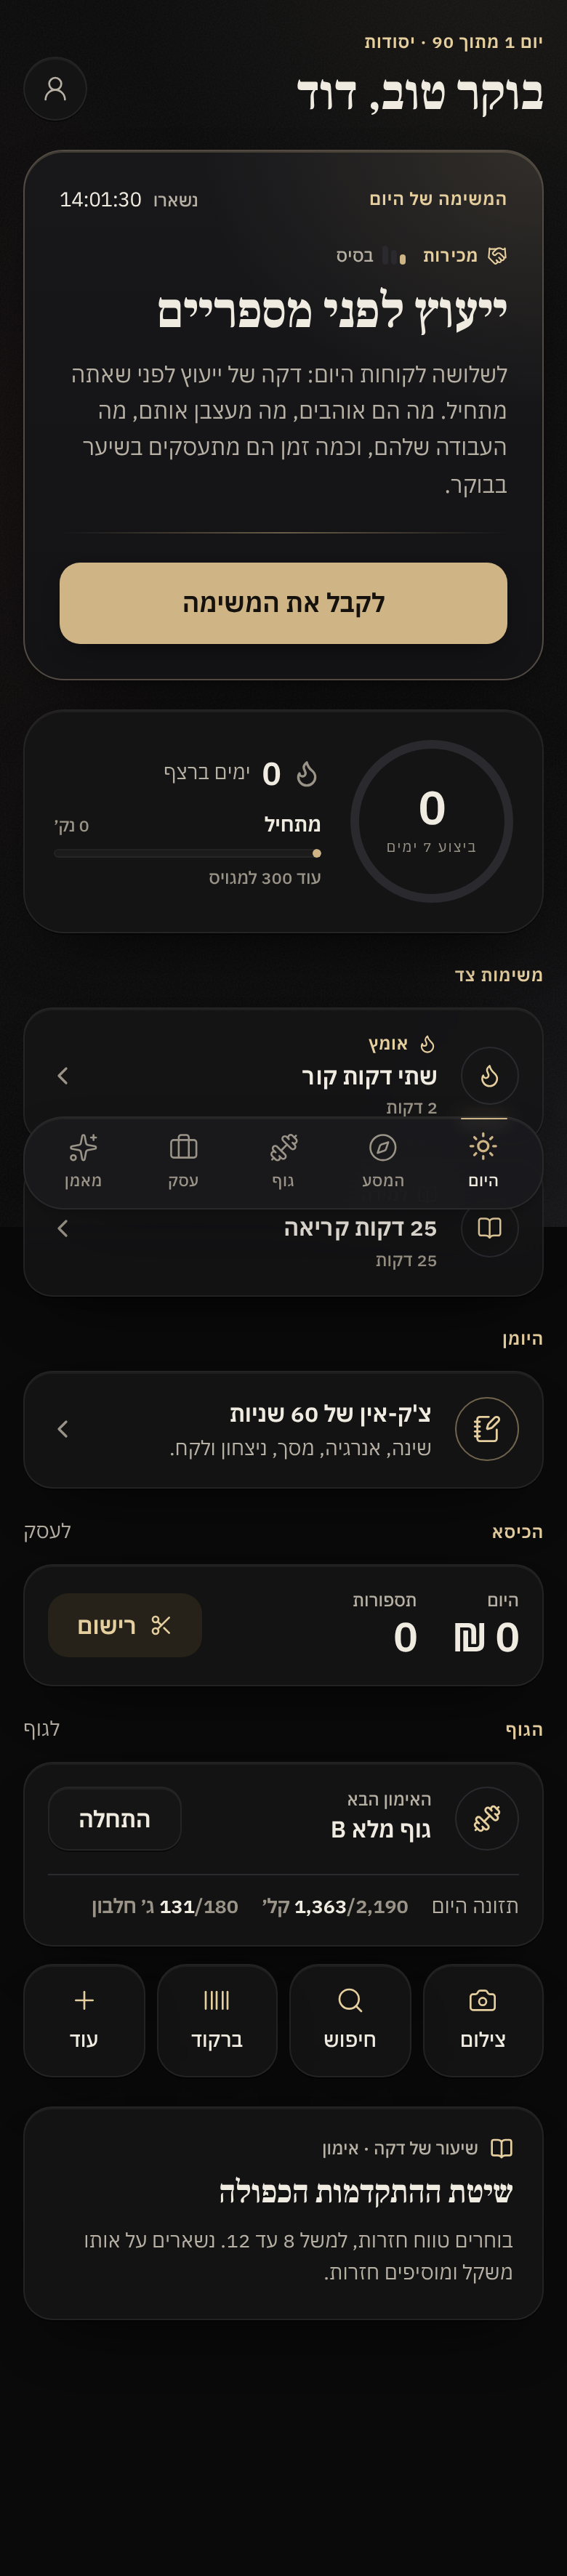 יום 1 מתוך 90 · יסודות
בוקר טוב, דוד
המשימה של היום
נשארו 14:01:30
מכירות בסיס
ייעוץ לפני מספריים
לשלושה לקוחות היום: דקה של ייעוץ לפני שאתה
מתחיל. מה הם אוהבים, מה מעצבן אותם, מה
העבודה שלהם, וכמה זמן הם מתעסקים בשיער
בבוקר.
לקבל את המשימה
0
ביצוע 7 ימים
0 ימים ברצף
מתחיל 0 נק׳
עוד 300 למגויס
משימות צד
אומץ
שתי דקות קור
2 דקות
היום המסע גוף עסק מאמן
25 דקות קריאה
25 דקות
היומן
צ'ק-אין של 60 שניות
שינה, אנרגיה, מסך, ניצחון ולקח.
הכיסא לעסק
היום תספורות
0 ₪ 0
רישום
הגוף לגוף
האימון הבא
גוף מלא B
התחלה
תזונה היום 1,363/2,190 קל׳ 131/180 ג׳ חלבון
צילום חיפוש ברקוד עוד
שיעור של דקה · אימון
שיטת ההתקדמות הכפולה
בוחרים טווח חזרות, למשל 8 עד 12. נשארים על אותו
משקל ומוסיפים חזרות.